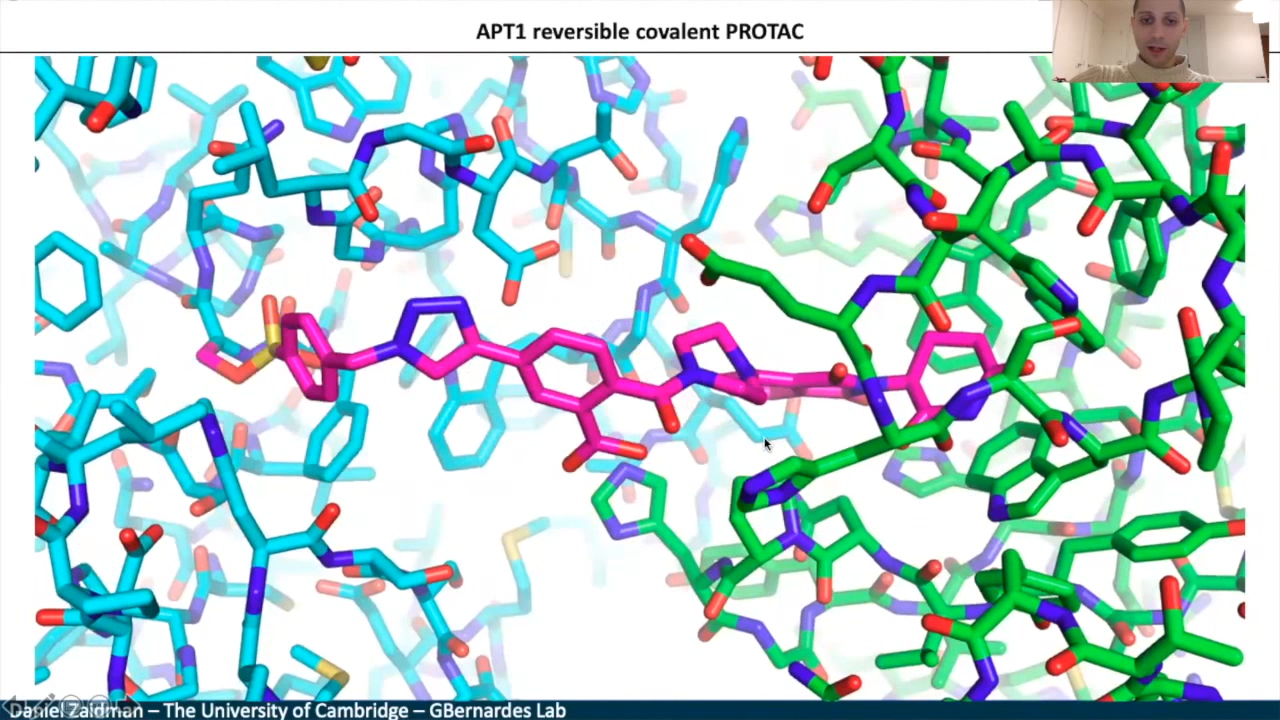 APT1 reversible covalent PROTAC
Daniel Zaidman – The University of Cambridge – GBernardes Lab